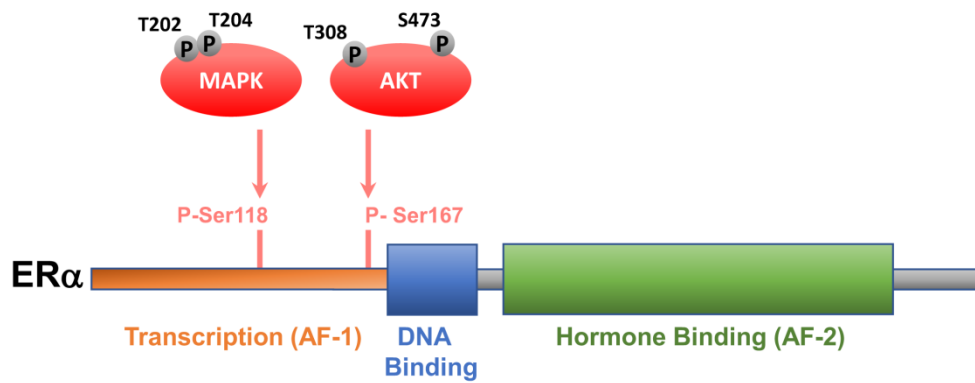 T202
T204
P
P
MAPK
T308
S473
P
P
AKT
P-Ser118
P- Ser167
ERα
Transcription (AF-1)
DNA
Binding
Hormone Binding (AF-2)